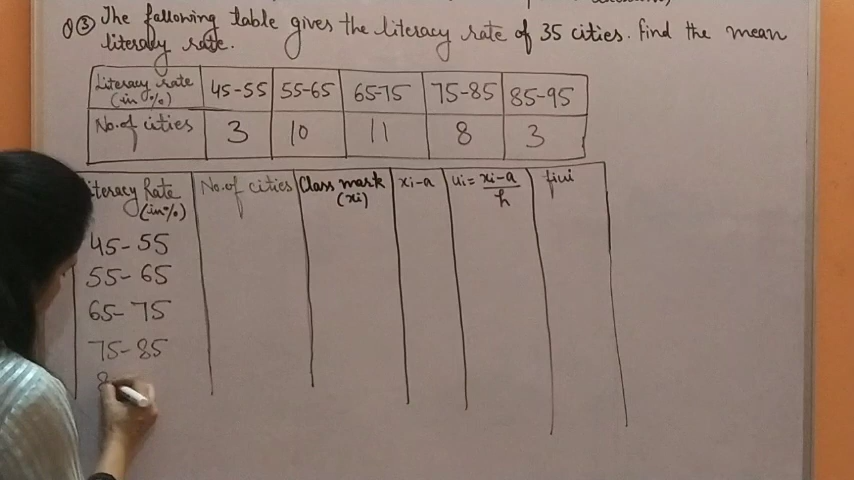 Q③ The following table gives the literacy rate of 35 cities. Find the mean
literacy rate.
Literacy rate (in%) 45-55 55-65 65-75 75-85 85-95
No. of cities 3 10 11 8 3
Literacy Rate (in%) No. of cities Class mark (xi) xi-a ui = xi-a/h fiui
45-55
55-65
65-75
75-85
8